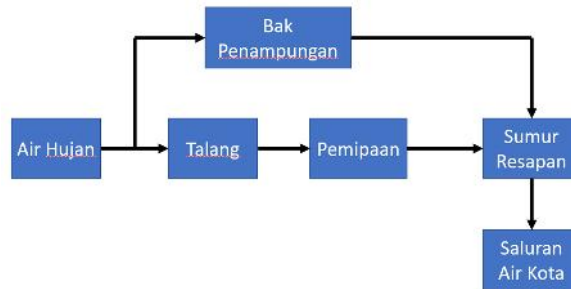 Bak
Penampungan
Air Hujan
Talang
Pemipaan
Sumur
Resapan
Saluran
Air Kota